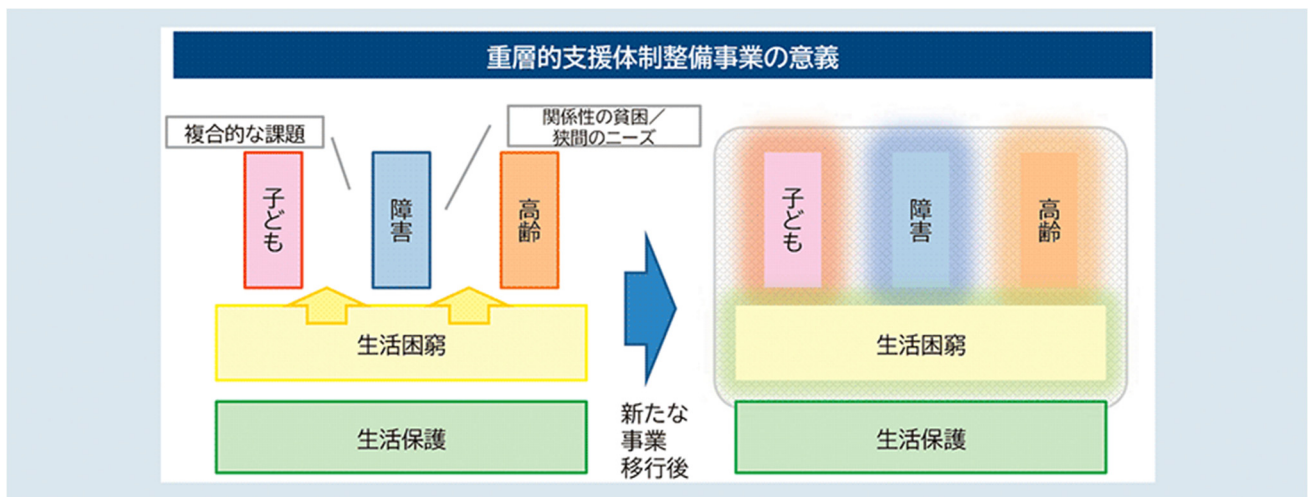 重層的支援体制整備事業の意義
複合的な課題
関係性の貧困／
狭間のニーズ
子ども
障害
高齢
生活困窮
生活保護
新たな
事業
移行後
子ども
障害
高齢
生活困窮
生活保護